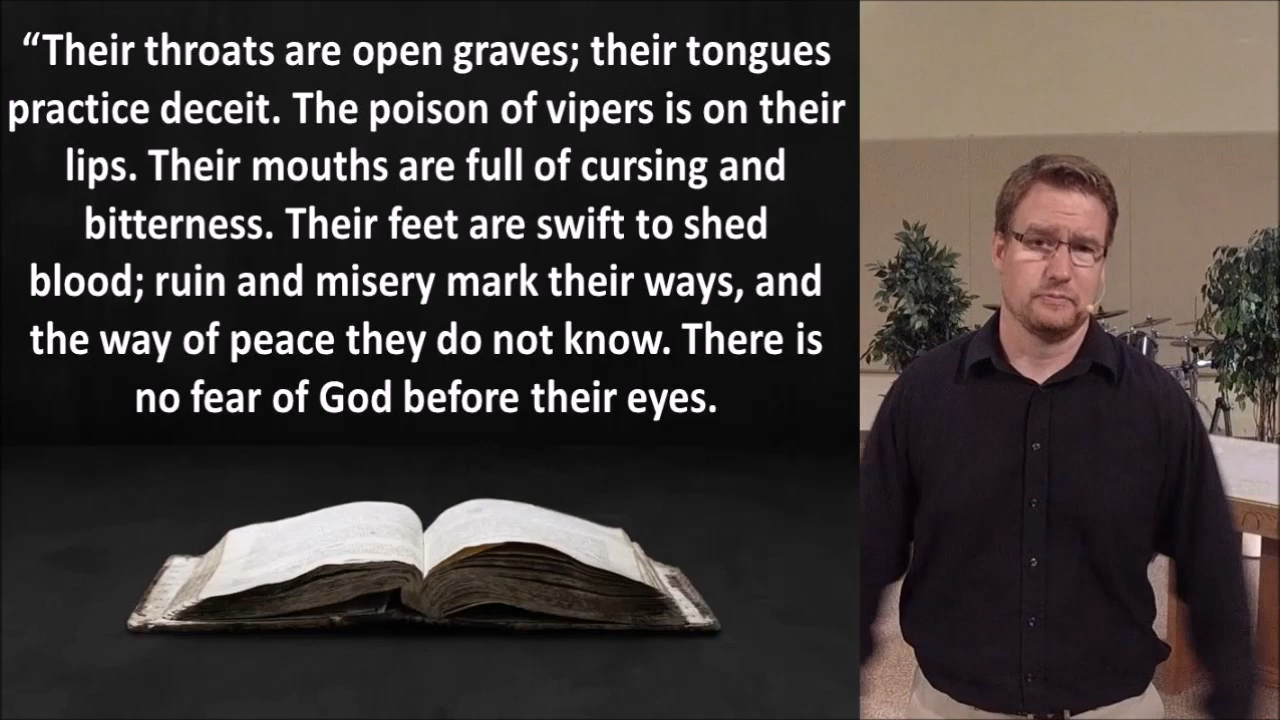 “Their throats are open graves; their tongues
practice deceit. The poison of vipers is on their
lips. Their mouths are full of cursing and
bitterness. Their feet are swift to shed
blood; ruin and misery mark their ways, and
the way of peace they do not know. There is
no fear of God before their eyes.